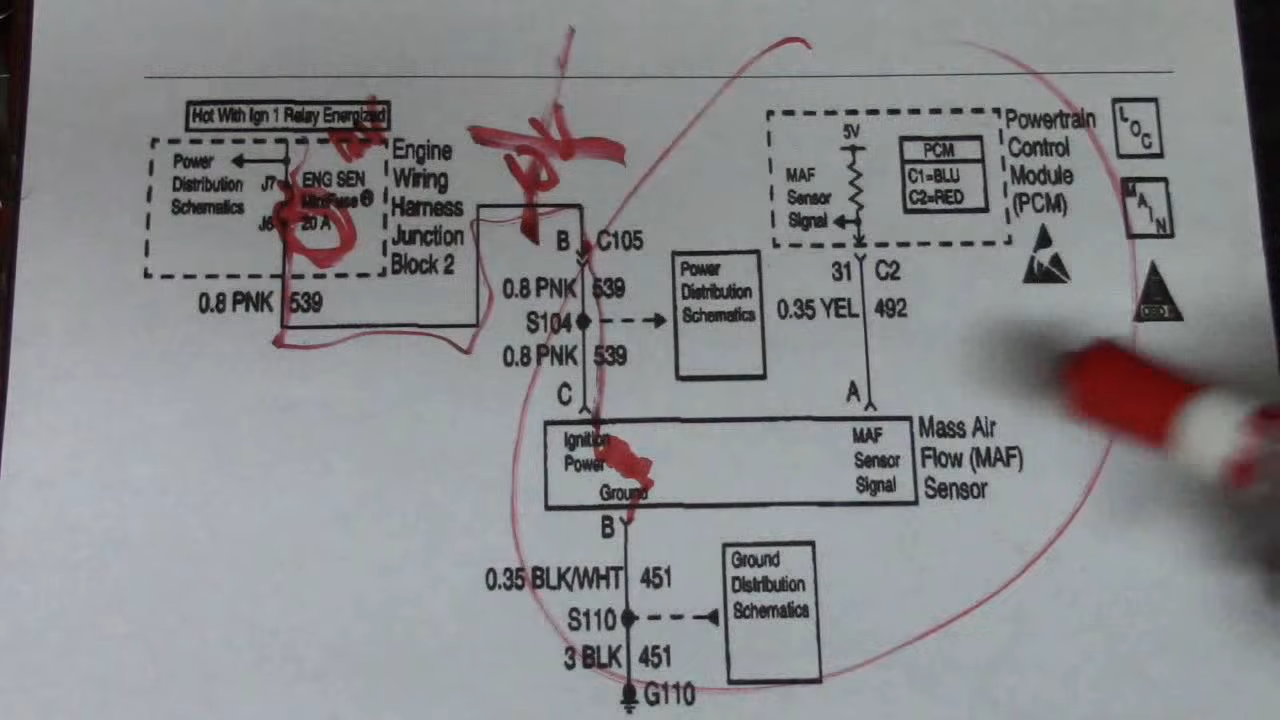 Hot With Ign 1 Relay Energized
Power
Distribution
Schematics
J7
J6
ENG SEN
MiniFuse
20 A
Engine
Wiring
Harness
Junction
Block 2
0.8 PNK 539
B C105
0.8 PNK 539
S104
0.8 PNK 539
C
Power
Distribution
Schematics
5V
MAF
Sensor
Signal
PCM
C1=BLU
C2=RED
Powertrain
Control
Module
(PCM)
L
O
C
M
A
I
N
OBD II
31 C2
0.35 YEL 492
A
Ignition
Power
Ground
MAF
Sensor
Signal
Mass Air
Flow (MAF)
Sensor
B
0.35 BLK/WHT 451
S110
3 BLK 451
G110
Ground
Distribution
Schematics